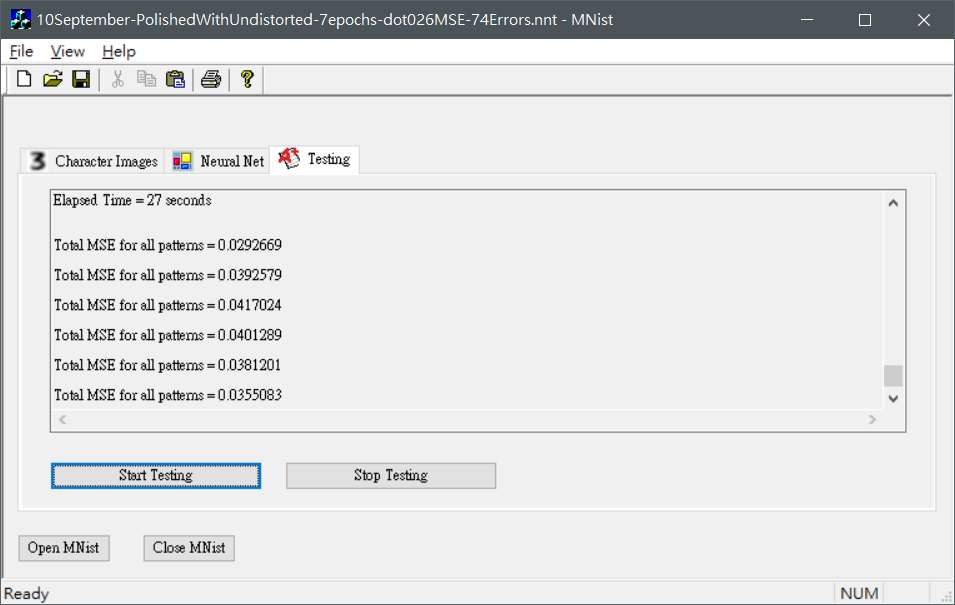 10September-PolishedWithUndistorted-7epochs-dot026MSE-74Errors.nnt - MNist
File View Help
3 Character Images Neural Net Testing
Elapsed Time = 27 seconds
Total MSE for all patterns = 0.0292669
Total MSE for all patterns = 0.0392579
Total MSE for all patterns = 0.0417024
Total MSE for all patterns = 0.0401289
Total MSE for all patterns = 0.0381201
Total MSE for all patterns = 0.0355083
Start Testing Stop Testing
Open MNist Close MNist
Ready NUM